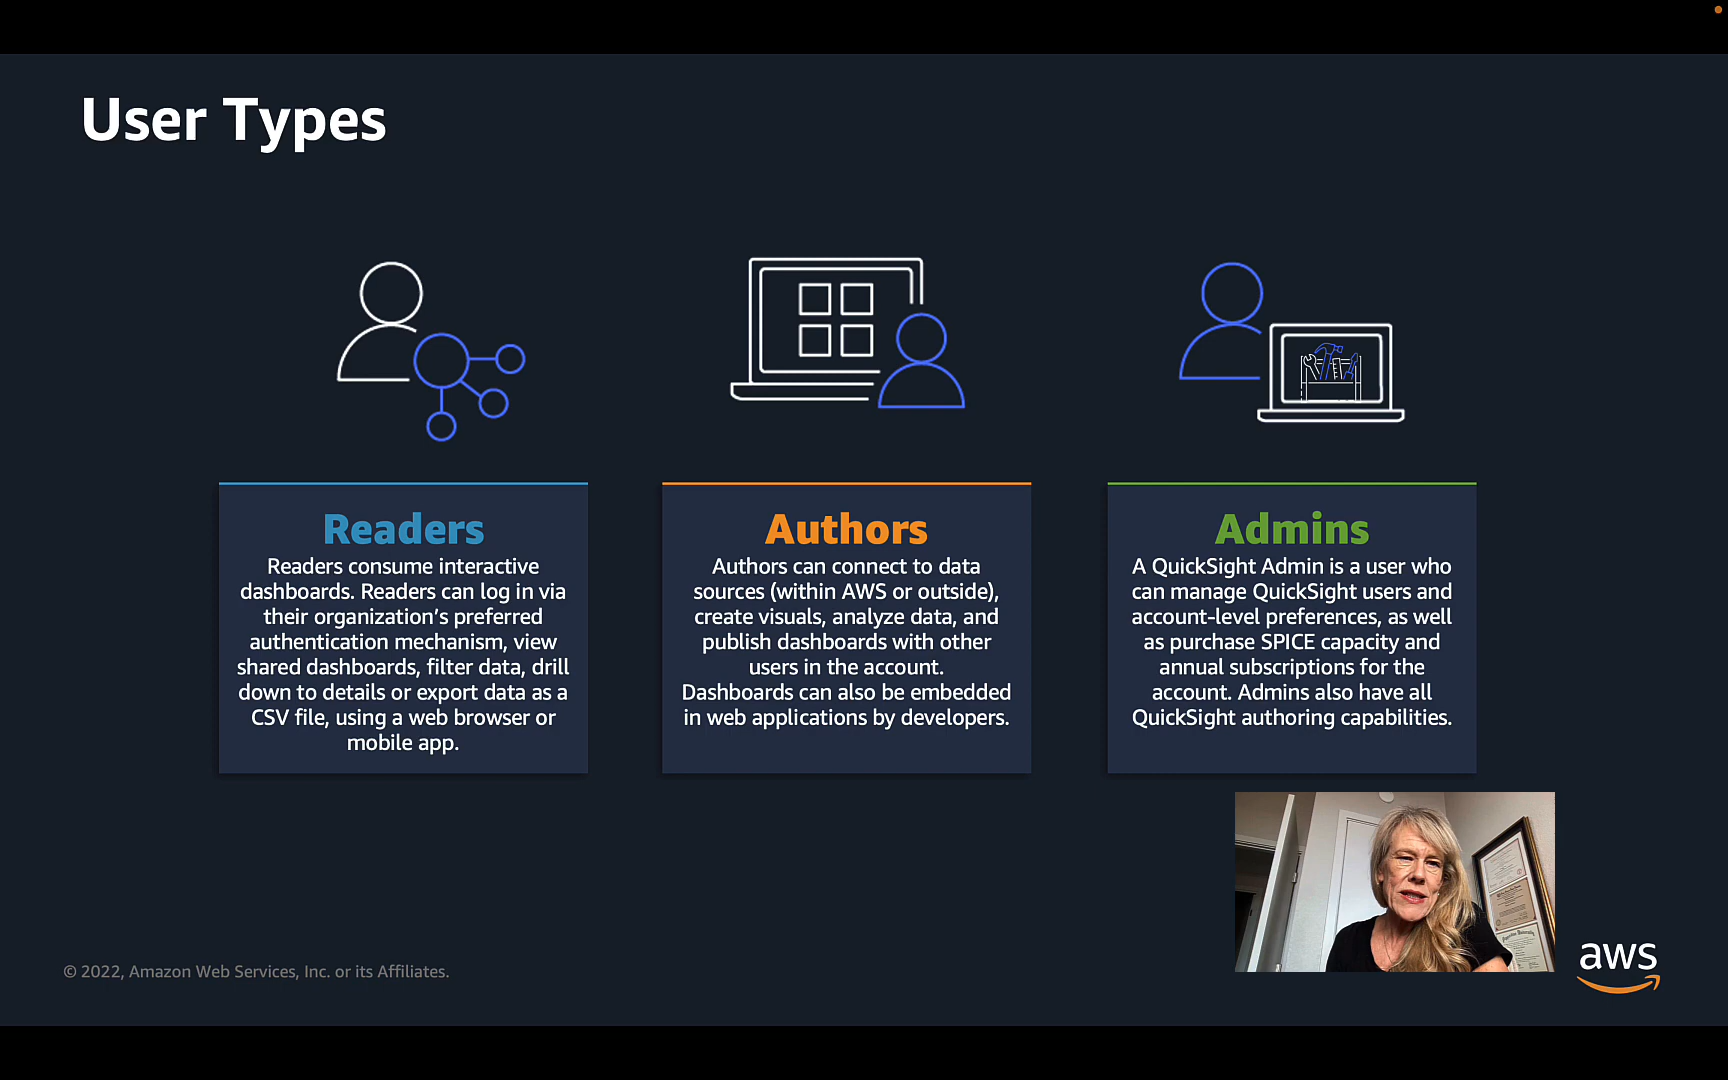 User Types
Readers
Readers consume interactive
dashboards. Readers can log in via
their organization’s preferred
authentication mechanism, view
shared dashboards, filter data, drill
down to details or export data as a
CSV file, using a web browser or
mobile app.
Authors
Authors can connect to data
sources (within AWS or outside),
create visuals, analyze data, and
publish dashboards with other
users in the account.
Dashboards can also be embedded
in web applications by developers.
Admins
A QuickSight Admin is a user who
can manage QuickSight users and
account-level preferences, as well
as purchase SPICE capacity and
annual subscriptions for the
account. Admins also have all
QuickSight authoring capabilities.
© 2022, Amazon Web Services, Inc. or its Affiliates.
aws